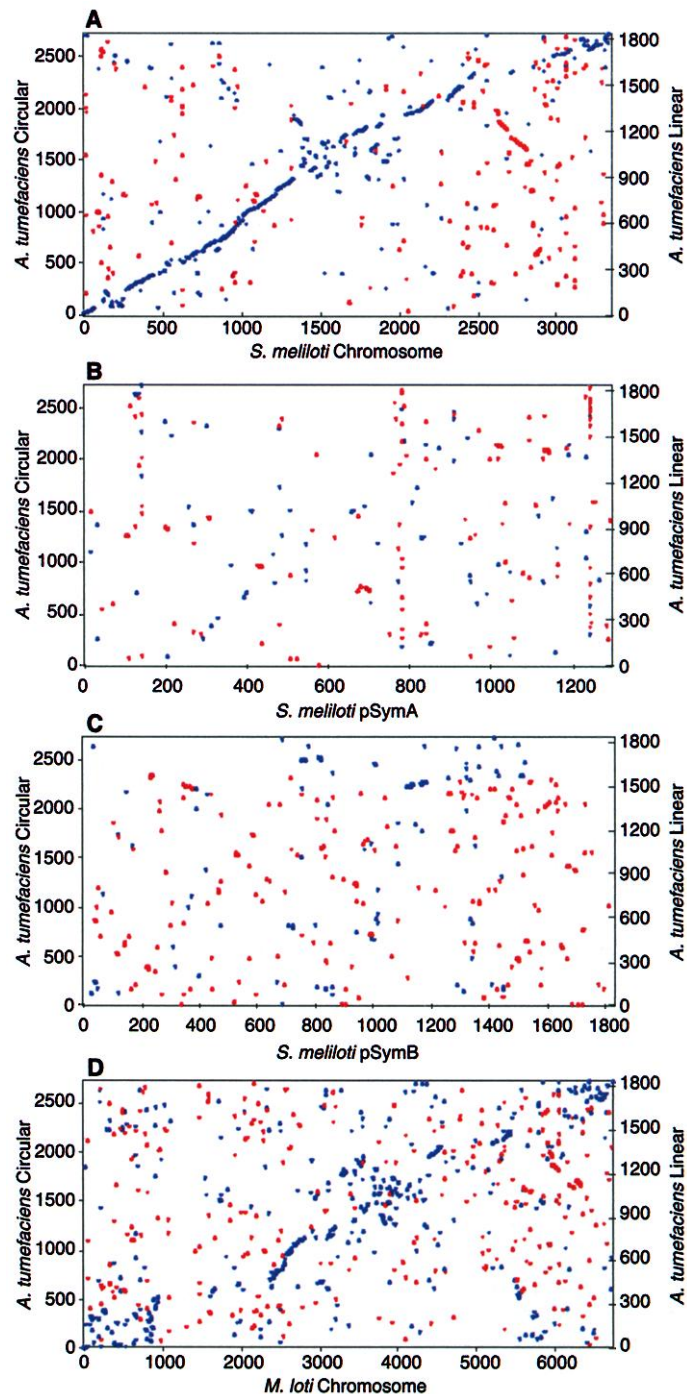 A
2500
2000
1500
1000
500
0
A. tumefaciens Circular
1800
1500
1200
900
600
300
0
A. tumefaciens Linear
0 500 1000 1500 2000 2500 3000
S. meliloti Chromosome
B
2500
2000
1500
1000
500
0
A. tumefaciens Circular
1800
1500
1200
900
600
300
0
A. tumefaciens Linear
0 200 400 600 800 1000 1200
S. meliloti pSymA
C
2500
2000
1500
1000
500
0
A. tumefaciens Circular
1800
1500
1200
900
600
300
0
A. tumefaciens Linear
0 200 400 600 800 1000 1200 1400 1600 1800
S. meliloti pSymB
D
2500
2000
1500
1000
500
0
A. tumefaciens Circular
1800
1500
1200
900
600
300
0
A. tumefaciens Linear
0 1000 2000 3000 4000 5000 6000
M. loti Chromosome